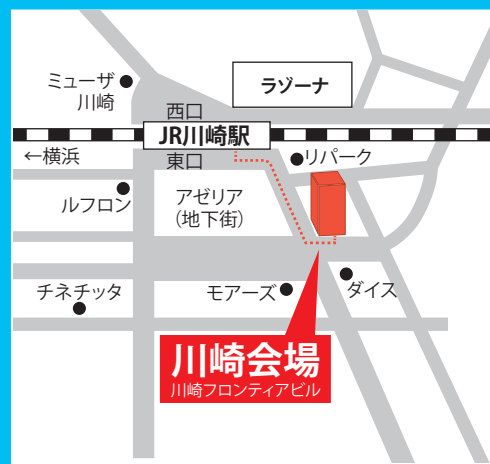 ミューザ
川崎
ラゾーナ
西口
JR川崎駅
←横浜
東口
リパーク
ルフロン
アゼリア
(地下街)
チネチッタ
モアーズ
ダイス
川崎会場
川崎フロンティアビル